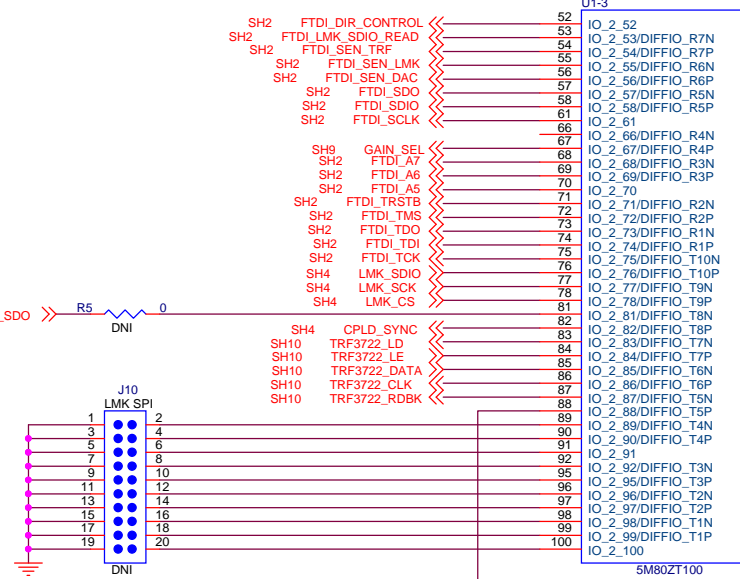 U1-3
SH2 FTDI_DIR_CONTROL 52 IO_2_52
SH2 FTDI_LMK_SDIO_READ 53 IO_2_53/DIFFIO_R7N
SH2 FTDI_SEN_TRF 54 IO_2_54/DIFFIO_R7P
SH2 FTDI_SEN_LMK 55 IO_2_55/DIFFIO_R6N
SH2 FTDI_SEN_DAC 56 IO_2_56/DIFFIO_R6P
SH2 FTDI_SDO 57 IO_2_57/DIFFIO_R5N
SH2 FTDI_SDIO 58 IO_2_58/DIFFIO_R5P
SH2 FTDI_SCLK 61 IO_2_61
66 IO_2_66/DIFFIO_R4N
SH9 GAIN_SEL 67 IO_2_67/DIFFIO_R4P
SH2 FTDI_A7 68 IO_2_68/DIFFIO_R3N
SH2 FTDI_A6 69 IO_2_69/DIFFIO_R3P
SH2 FTDI_A5 70 IO_2_70
SH2 FTDI_TRSTB 71 IO_2_71/DIFFIO_R2N
SH2 FTDI_TMS 72 IO_2_72/DIFFIO_R2P
SH2 FTDI_TDO 73 IO_2_73/DIFFIO_R1N
SH2 FTDI_TDI 74 IO_2_74/DIFFIO_R1P
SH2 FTDI_TCK 75 IO_2_75/DIFFIO_T10N
SH4 LMK_SDIO 76 IO_2_76/DIFFIO_T10P
SH4 LMK_SCK 77 IO_2_77/DIFFIO_T9N
SH4 LMK_CS 78 IO_2_78/DIFFIO_T9P
_SDO R5 0 81 IO_2_81/DIFFIO_T8N
DNI
SH4 CPLD_SYNC 82 IO_2_82/DIFFIO_T8P
SH10 TRF3722_LD 83 IO_2_83/DIFFIO_T7N
SH10 TRF3722_LE 84 IO_2_84/DIFFIO_T7P
SH10 TRF3722_DATA 85 IO_2_85/DIFFIO_T6N
SH10 TRF3722_CLK 86 IO_2_86/DIFFIO_T6P
SH10 TRF3722_RDBK 87 IO_2_87/DIFFIO_T5N
J10
LMK SPI
88 IO_2_88/DIFFIO_T5P
1 2 89 IO_2_89/DIFFIO_T4N
3 4 90 IO_2_90/DIFFIO_T4P
5 6 91 IO_2_91
7 8 92 IO_2_92/DIFFIO_T3N
9 10 95 IO_2_95/DIFFIO_T3P
11 12 96 IO_2_96/DIFFIO_T2N
13 14 97 IO_2_97/DIFFIO_T2P
15 16 98 IO_2_98/DIFFIO_T1N
17 18 99 IO_2_99/DIFFIO_T1P
19 20 100 IO_2_100
DNI
5M80ZT100